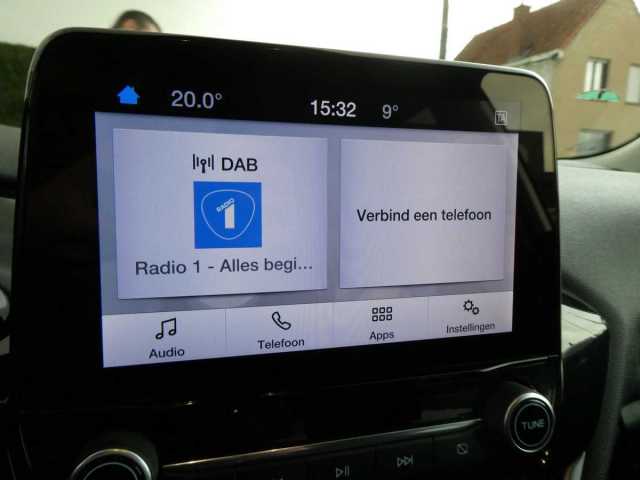 20.0°
15:32
9°
TA
DAB
RADIO
1
Radio 1 - Alles begi...
Verbind een telefoon
Audio
Telefoon
Apps
Instellingen
TUNE